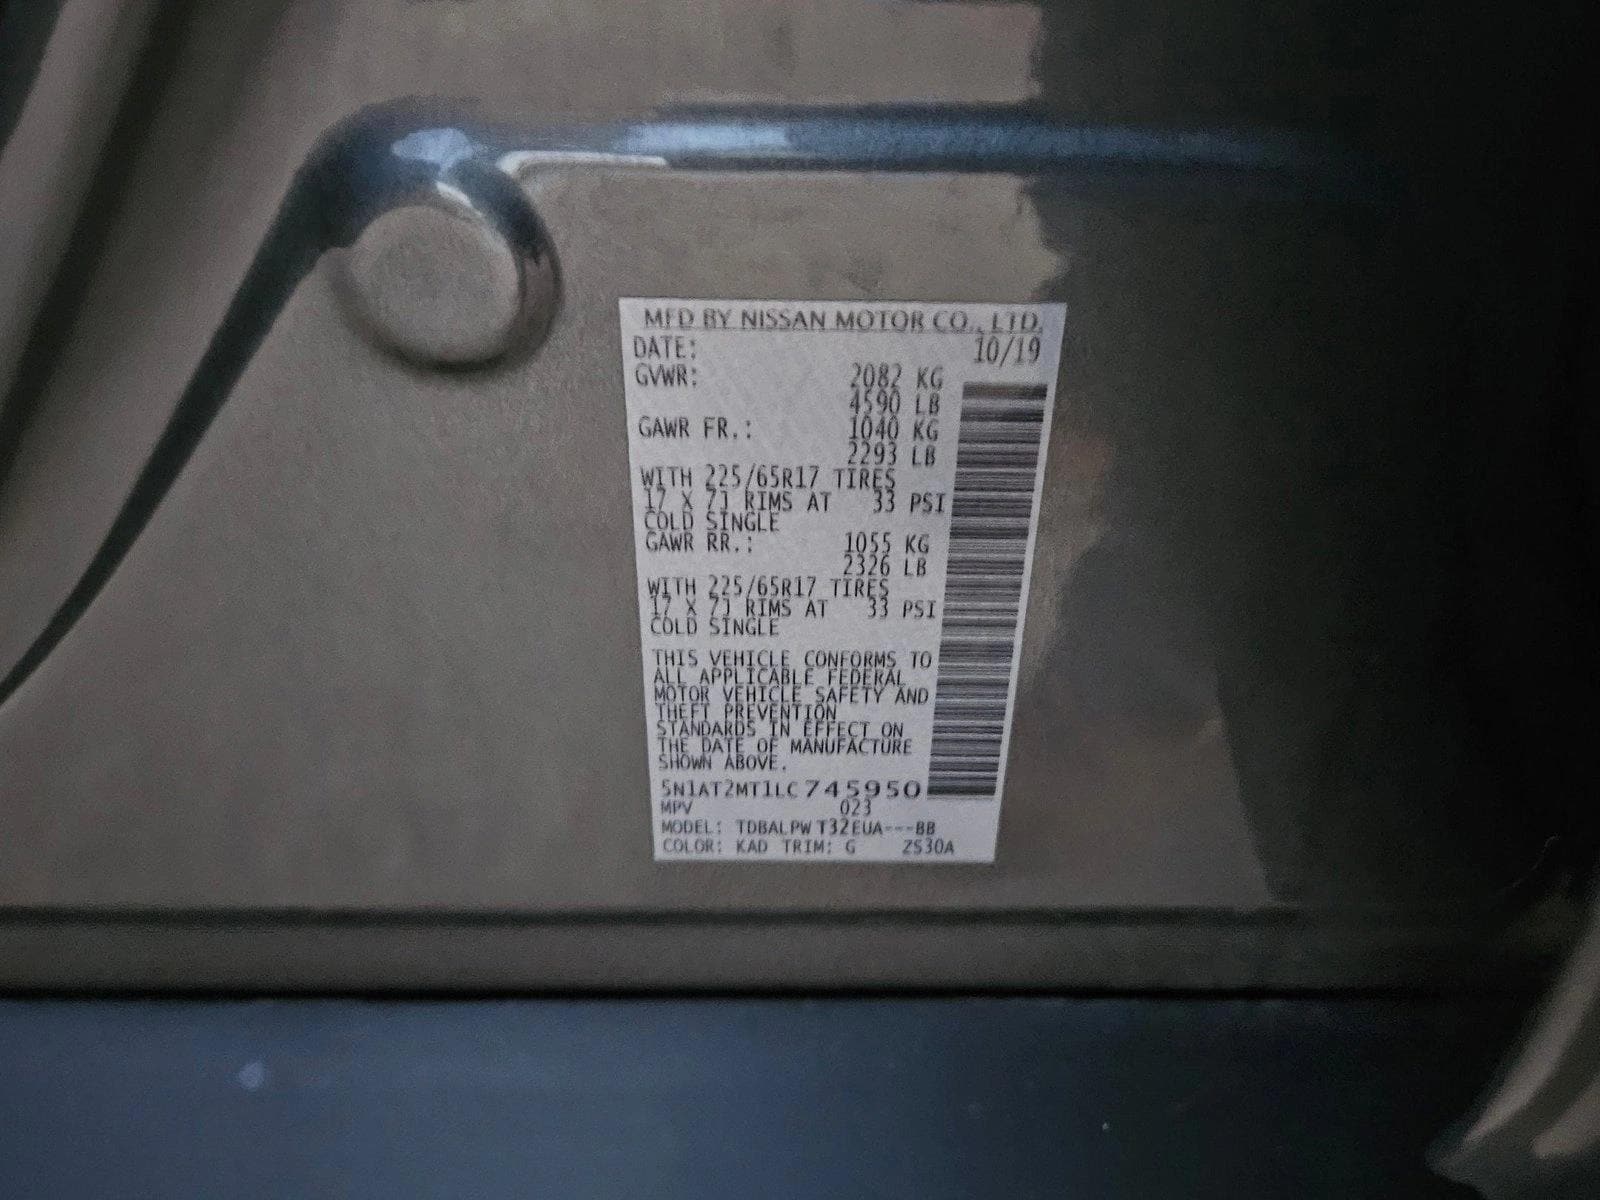 MFD BY NISSAN MOTOR CO., LTD.
DATE: 10/19
GVWR: 2082 KG
4590 LB
GAWR FR.: 1040 KG
2293 LB
WITH 225/65R17 TIRES
17 X 7J RIMS AT 33 PSI
COLD SINGLE
GAWR RR.: 1055 KG
2326 LB
WITH 225/65R17 TIRES
17 X 7J RIMS AT 33 PSI
COLD SINGLE
THIS VEHICLE CONFORMS TO
ALL APPLICABLE FEDERAL
MOTOR VEHICLE SAFETY AND
THEFT PREVENTION
STANDARDS IN EFFECT ON
THE DATE OF MANUFACTURE
SHOWN ABOVE.
5N1AT2MT1LC745950
MPV 023
MODEL: TDBALPWT32EUA---BB
COLOR: KAD TRIM: G ZS30A